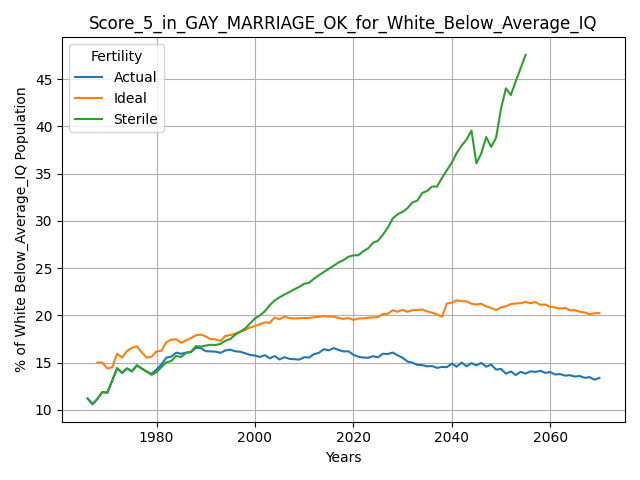 Score_5_in_GAY_MARRIAGE_OK_for_White_Below_Average_IQ
Fertility
Actual
Ideal
Sterile
% of White Below_Average_IQ Population
45
40
35
30
25
20
15
10
1980
2000
2020
2040
2060
Years